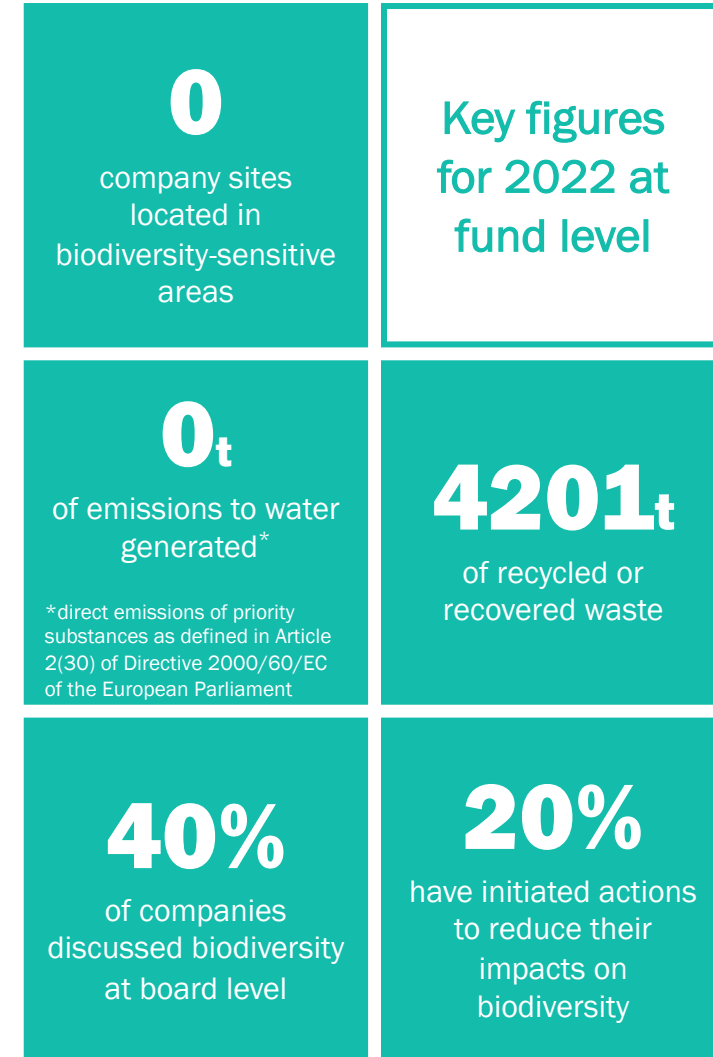 0
company sites
located in
biodiversity-sensitive
areas
Key figures
for 2022 at
fund level
0t
of emissions to water
generated*
*direct emissions of priority
substances as defined in Article
2(30) of Directive 2000/60/EC
of the European Parliament
4201t
of recycled or
recovered waste
40%
of companies
discussed biodiversity
at board level
20%
have initiated actions
to reduce their
impacts on
biodiversity